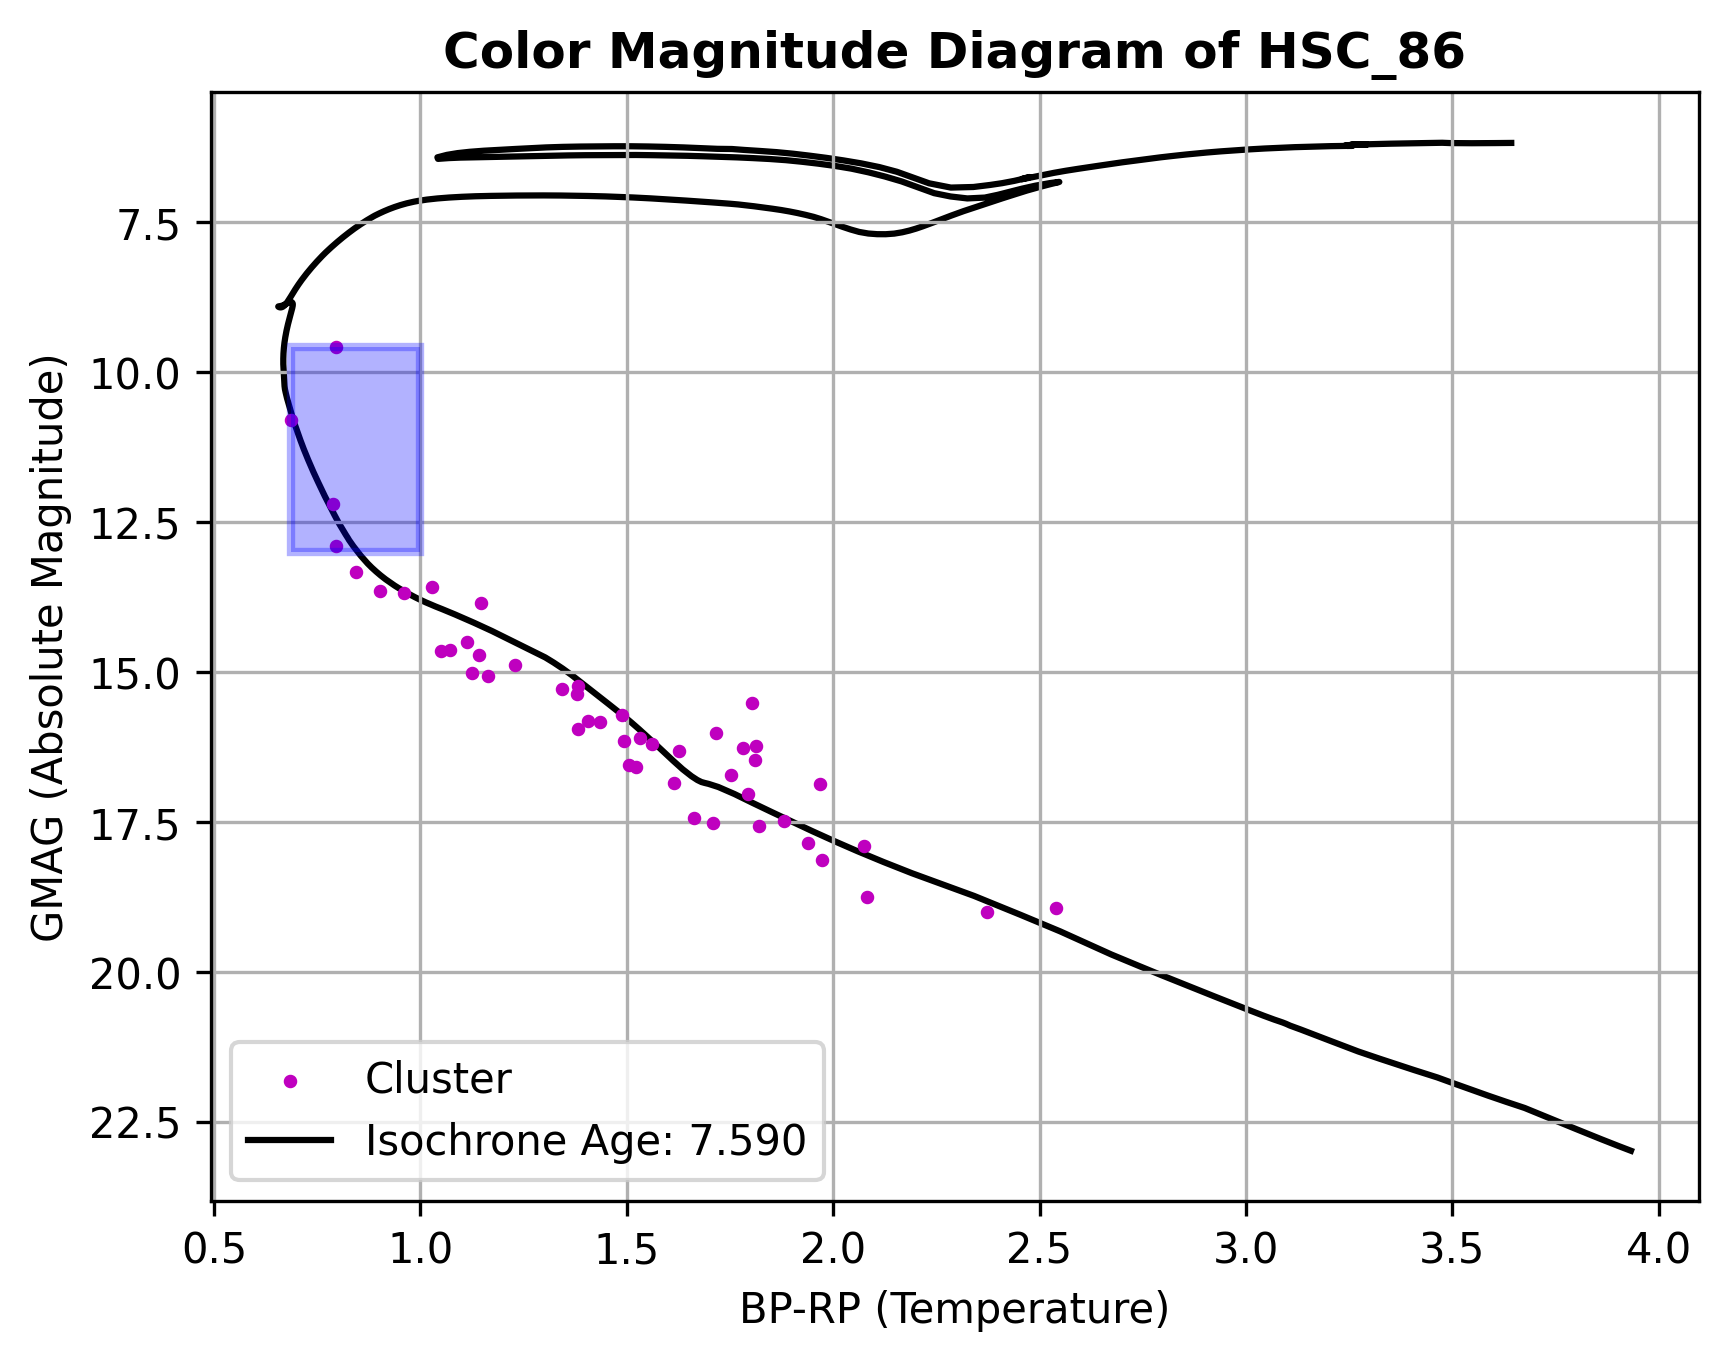 Color Magnitude Diagram of HSC_86
GMAG (Absolute Magnitude)
7.5
10.0
12.5
15.0
17.5
20.0
22.5
Cluster
Isochrone Age: 7.590
0.5 1.0 1.5 2.0 2.5 3.0 3.5 4.0
BP-RP (Temperature)